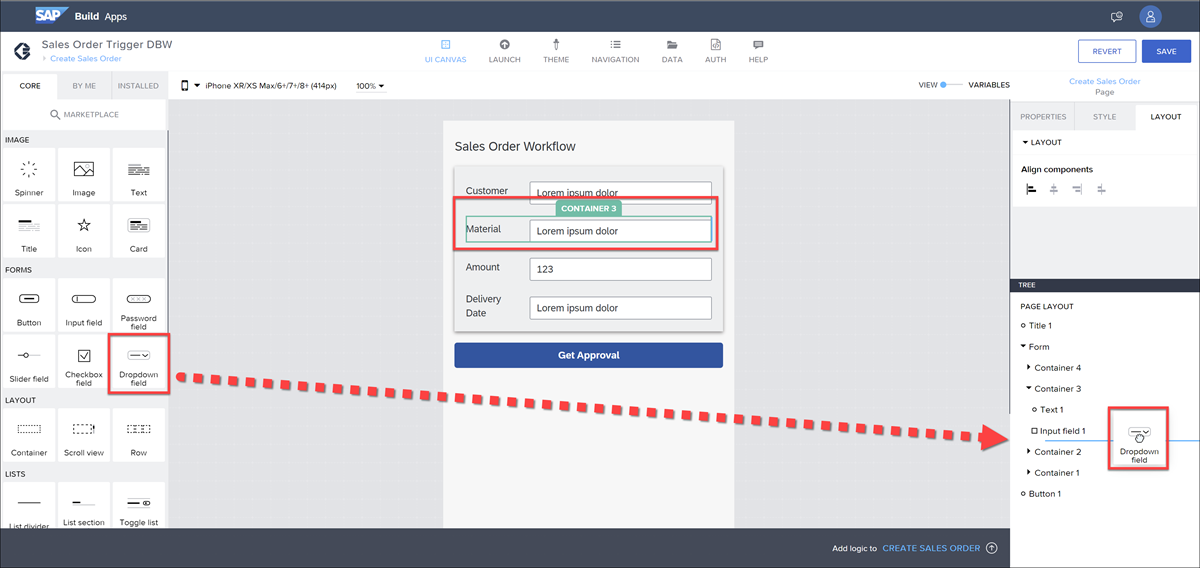 SAP Build Apps
Sales Order Trigger DBW
> Create Sales Order
UI CANVAS
LAUNCH
THEME
NAVIGATION
DATA
AUTH
HELP
REVERT
SAVE
CORE
BY ME
INSTALLED
iPhone XR/XS Max/6+/7+/8+ (414px)
100%
VIEW
VARIABLES
Create Sales Order
Page
MARKETPLACE
IMAGE
Spinner
Image
Text
Title
Icon
Card
FORMS
Button
Input field
Password
field
Slider field
Checkbox
field
Dropdown
field
LAYOUT
Container
Scroll view
Row
LISTS
List divider
List section
Toggle list
Sales Order Workflow
Customer
Lorem ipsum dolor
CONTAINER 3
Material
Lorem ipsum dolor
Amount
123
Delivery
Date
Lorem ipsum dolor
Get Approval
PROPERTIES
STYLE
LAYOUT
LAYOUT
Align components
TREE
PAGE LAYOUT
Title 1
Form
Container 4
Container 3
Text 1
Input field 1
Dropdown
field
Container 2
Container 1
Button 1
Add logic to CREATE SALES ORDER